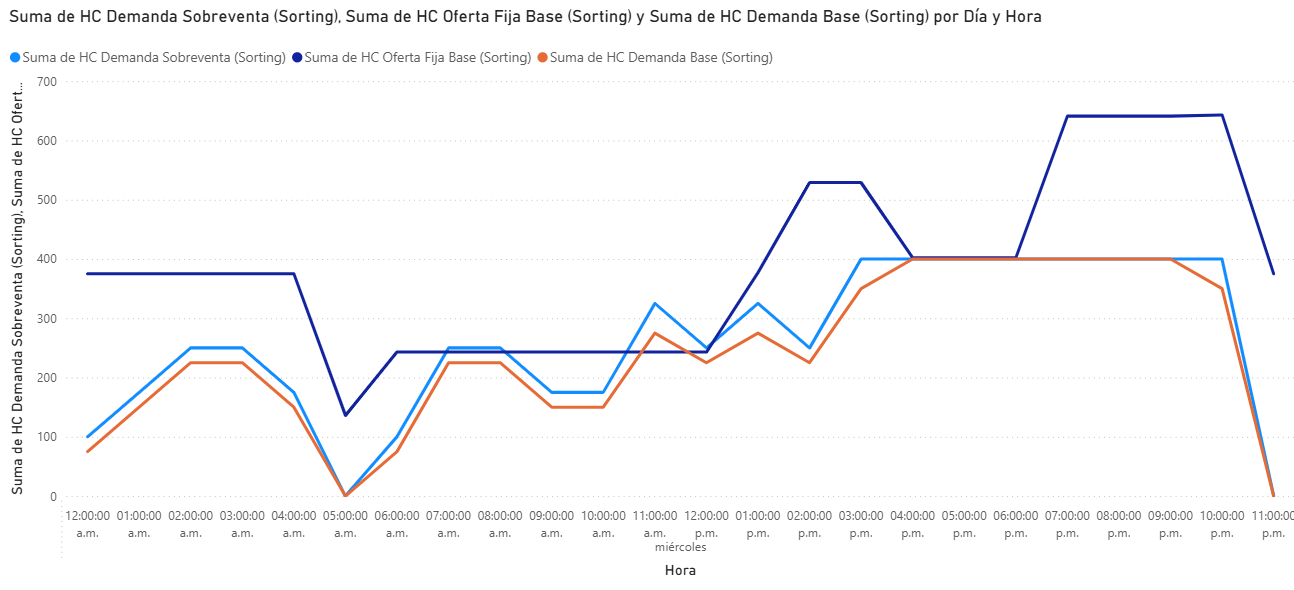 Suma de HC Demanda Sobreventa (Sorting), Suma de HC Oferta Fija Base (Sorting) y Suma de HC Demanda Base (Sorting) por Día y Hora
Suma de HC Demanda Sobreventa (Sorting) Suma de HC Oferta Fija Base (Sorting) Suma de HC Demanda Base (Sorting)
Suma de HC Demanda Sobreventa (Sorting), Suma de HC Ofert...
700
600
500
400
300
200
100
0
12:00:00 01:00:00 02:00:00 03:00:00 04:00:00 05:00:00 06:00:00 07:00:00 08:00:00 09:00:00 10:00:00 11:00:00 12:00:00 01:00:00 02:00:00 03:00:00 04:00:00 05:00:00 06:00:00 07:00:00 08:00:00 09:00:00 10:00:00 11:00:00
a.m. a.m. a.m. a.m. a.m. a.m. a.m. a.m. a.m. a.m. a.m. a.m. p.m. p.m. p.m. p.m. p.m. p.m. p.m. p.m. p.m. p.m. p.m. p.m.
miércoles
Hora